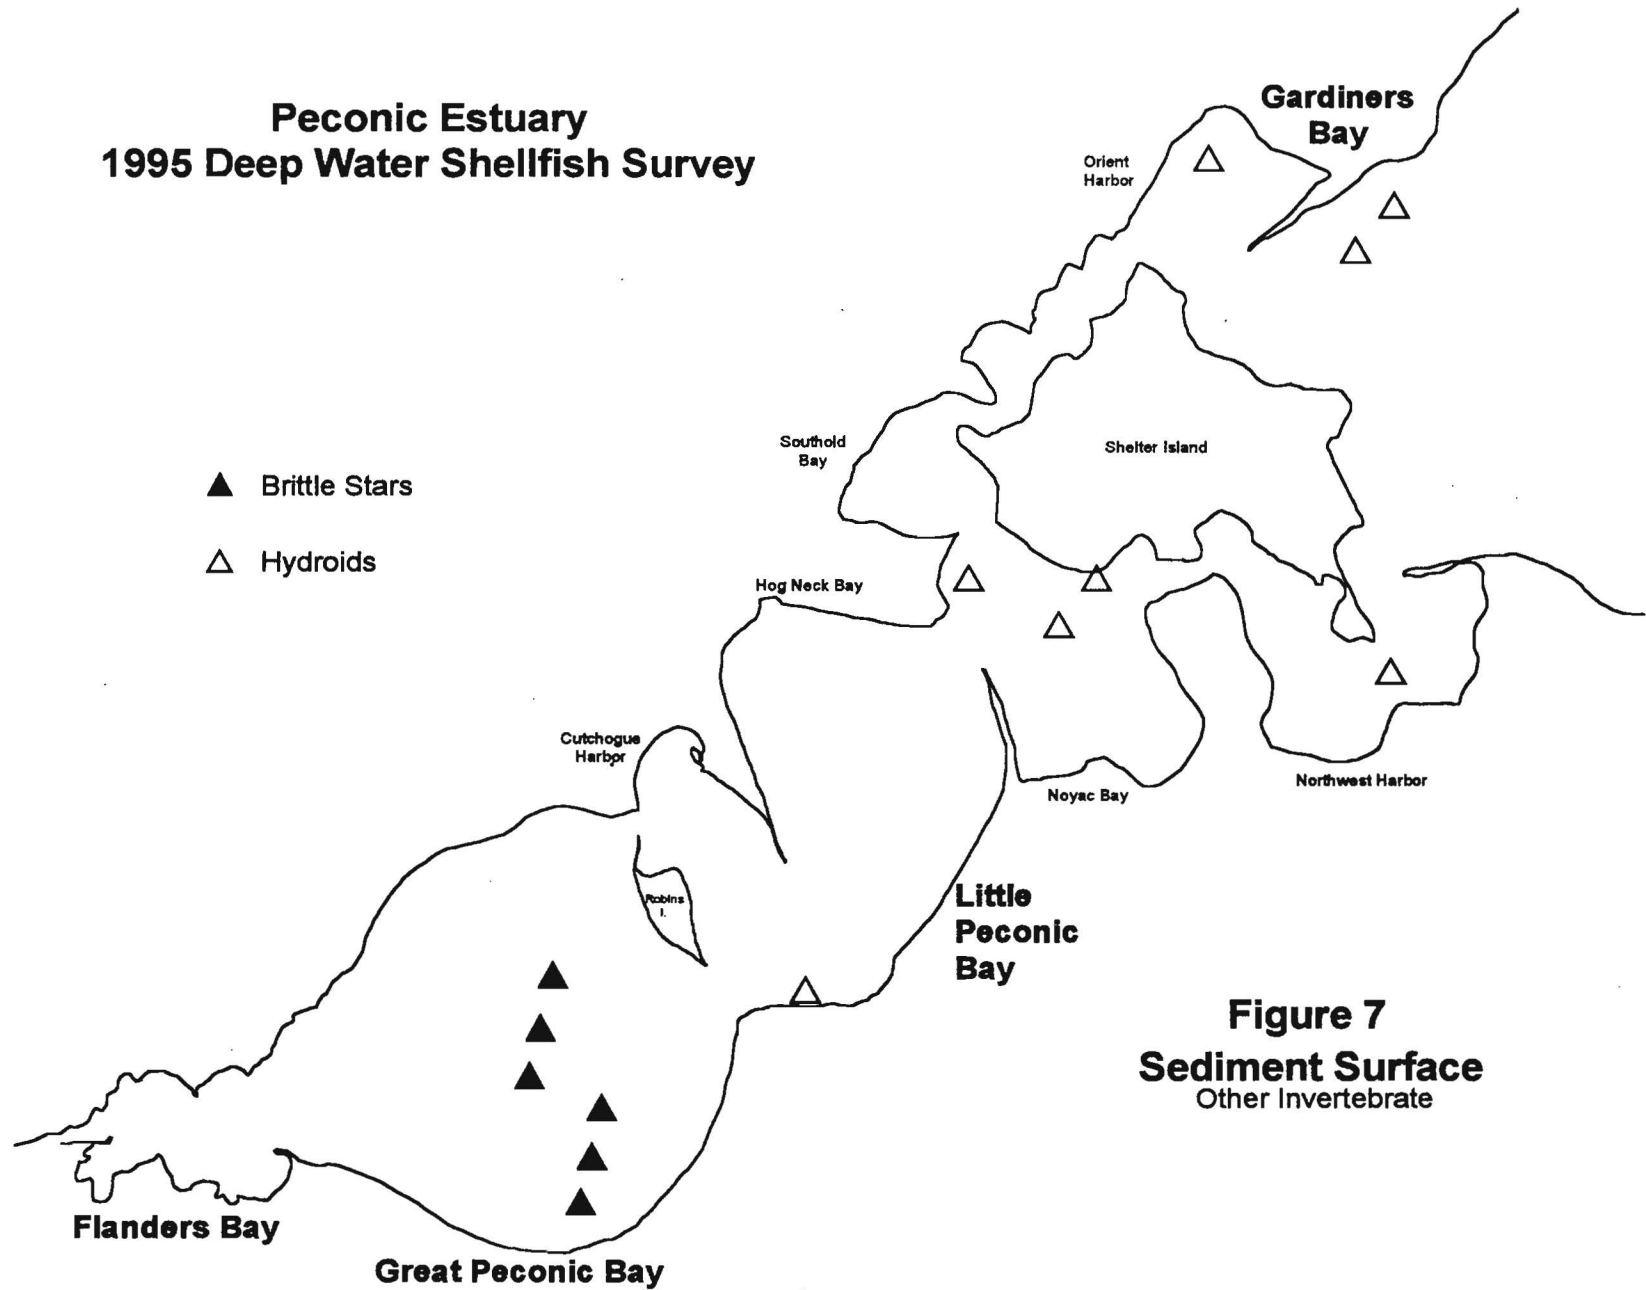 Peconic Estuary
1995 Deep Water Shellfish Survey
Gardiners
Bay
Orient
Harbor
Southold
Bay
Shelter Island
Brittle Stars
Hydroids
Hog Neck Bay
Cutchogue
Harbor
Noyac Bay
Northwest Harbor
Robins
I.
Little
Peconic
Bay
Figure 7
Sediment Surface
Other Invertebrate
Flanders Bay
Great Peconic Bay